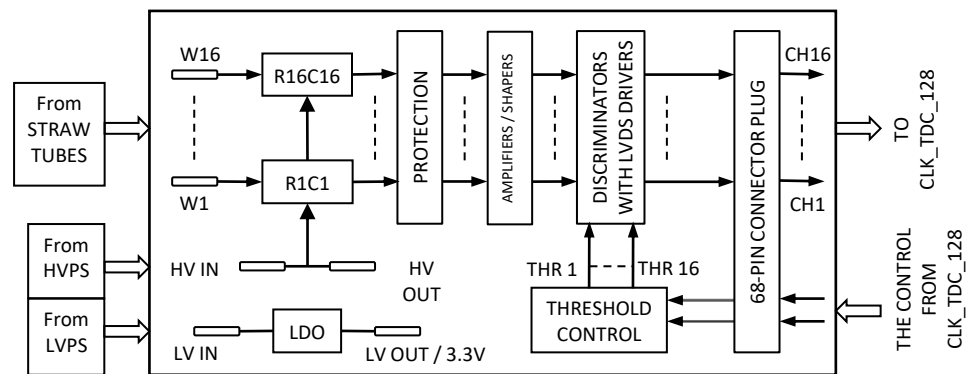 From
STRAW
TUBES
From
HVPS
From
LVPS
W16
W1
R16C16
R1C1
HV IN
HV
OUT
LV IN
LDO
LV OUT / 3.3V
PROTECTION
AMPLIFIERS / SHAPERS
DISCRIMINATORS
WITH LVDS DRIVERS
THR 1
THR 16
THRESHOLD
CONTROL
68-PIN CONNECTOR PLUG
CH16
CH1
TO
CLK_TDC_128
THE CONTROL
FROM
CLK_TDC_128